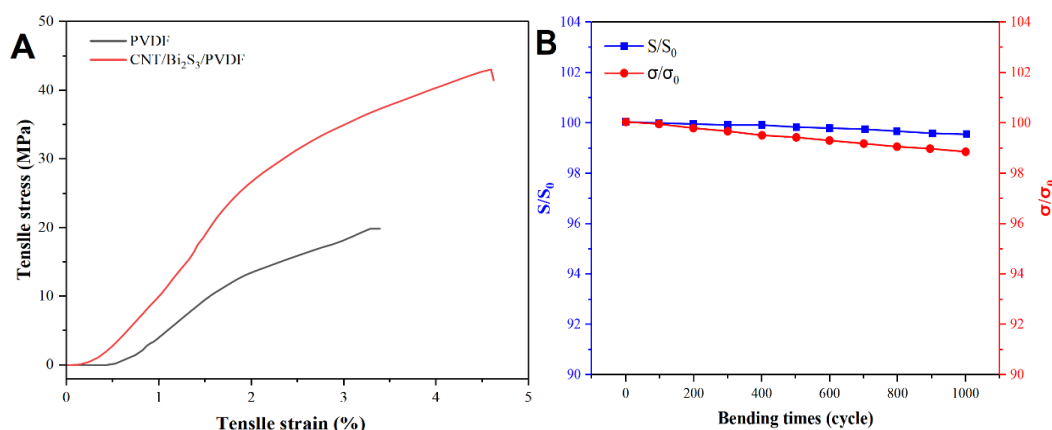 A
PVDF
CNT/Bi₂S₃/PVDF
50
40
30
20
10
0
Tenslle stress (MPa)
0 1 2 3 4 5
Tenslle strain (%)
B
S/S₀
σ/σ₀
104
102
100
98
96
94
92
90
S/S₀
104
102
100
98
96
94
92
90
σ/σ₀
0 200 400 600 800 1000
Bending times (cycle)